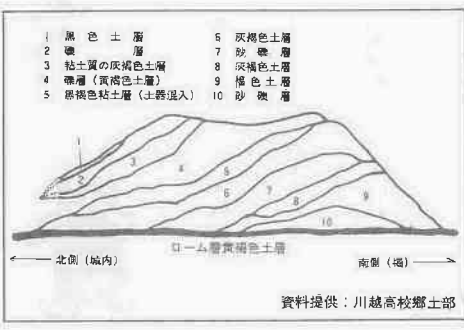 1 黒色土層
2 礫層
3 粘土質の灰褐色土層
4 礫層（黄褐色土層）
5 黒褐色粘土層（土器混入）
6 灰褐色土層
7 砂礫層
8 灰褐色土層
9 橙色土層
10 砂礫層
1
2
3
4
5
6
7
8
9
10
ローム層黄褐色土層
← 北側（城内）
南側（堀） →
資料提供：川越高校郷土部